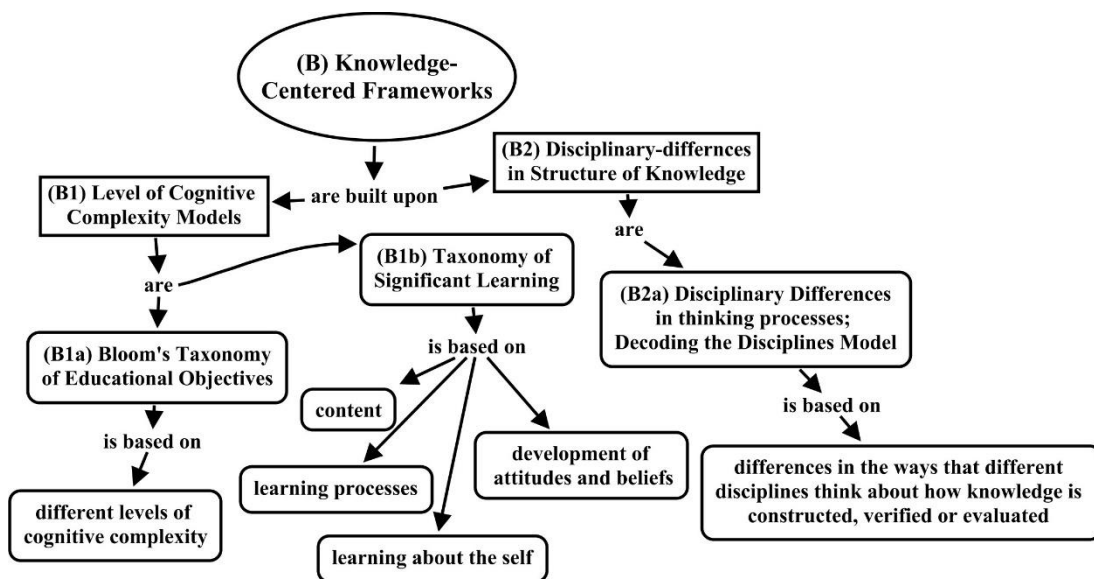 (B) Knowledge-
Centered Frameworks
(B2) Disciplinary-differnces
in Structure of Knowledge
(B1) Level of Cognitive
Complexity Models
are built upon
are
(B1b) Taxonomy of
Significant Learning
are
(B2a) Disciplinary Differences
in thinking processes;
Decoding the Disciplines Model
(B1a) Bloom's Taxonomy
of Educational Objectives
is based on
is based on
content
is based on
development of
attitudes and beliefs
learning processes
differences in the ways that different
disciplines think about how knowledge is
constructed, verified or evaluated
different levels of
cognitive complexity
learning about the self